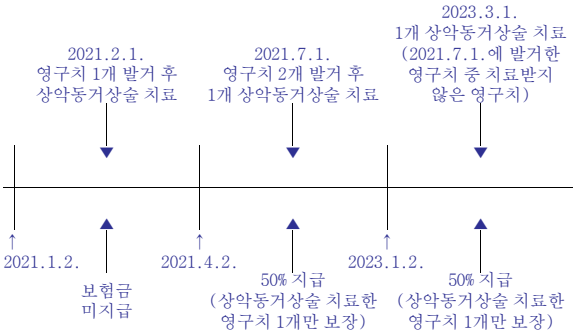 2021.2.1.
영구치 1개 발거 후
상악동거상술 치료
2021.7.1.
영구치 2개 발거 후
1개 상악동거상술 치료
2023.3.1.
1개 상악동거상술 치료
(2021.7.1.에 발거한
영구치 중 치료받지
않은 영구치)
↑
2021.1.2.
보험금
미지급
↑
2021.4.2.
50% 지급
(상악동거상술 치료한
영구치 1개만 보장)
↑
2023.1.2.
50% 지급
(상악동거상술 치료한
영구치 1개만 보장)